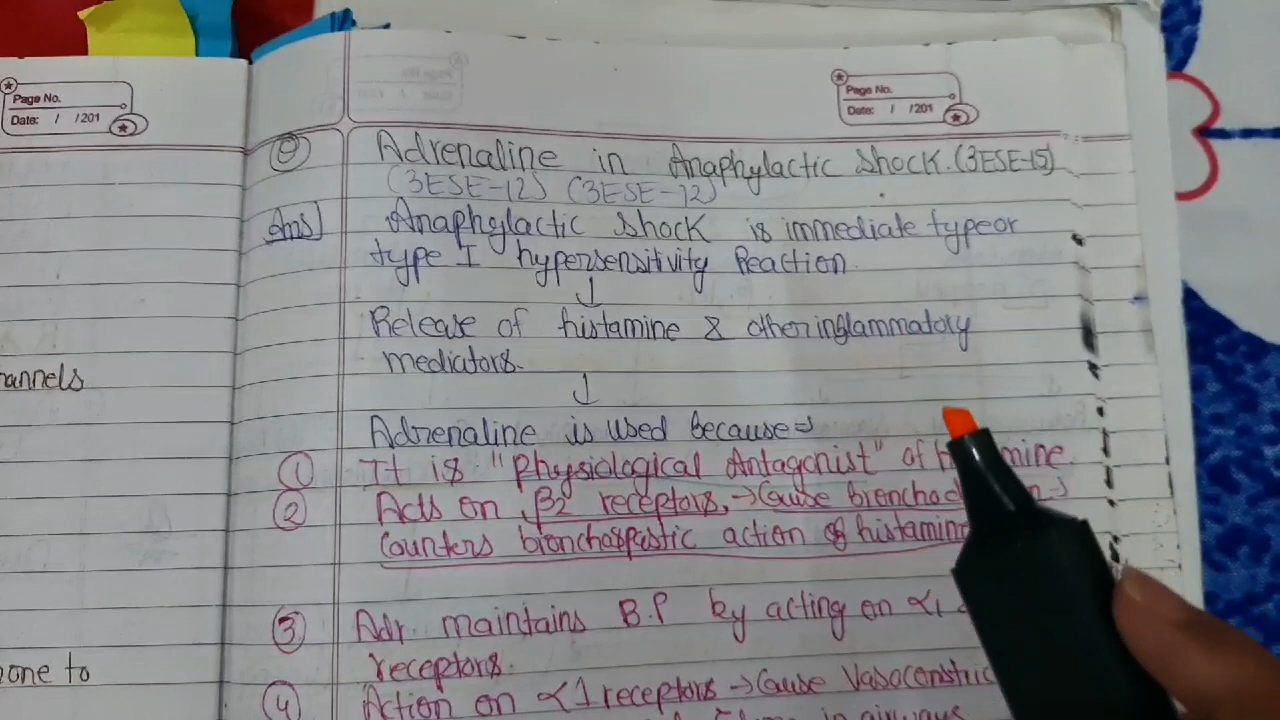 Page No.
Date: / /201
Page No.
Date: / /201
e) Adrenaline in Anaphylactic Shock. (3ESE-15)
(3ESE-12) (3ESE-12)
Ans) Anaphylactic Shock is immediate type or
type I hypersensitivity Reaction.
↓
Release of histamine & other inflammatory
mediators.
↓
annels
Adrenaline is used because ⇒
① It is "Physiological Antagonist" of mine
② Acts on β2 receptors, → Cause →
Counters bronchospastic action of histamin
③ Adr. maintains B.P by acting on α1
receptors.
one to
④ Action on α1 receptors → Cause Vasoconstric
in airways